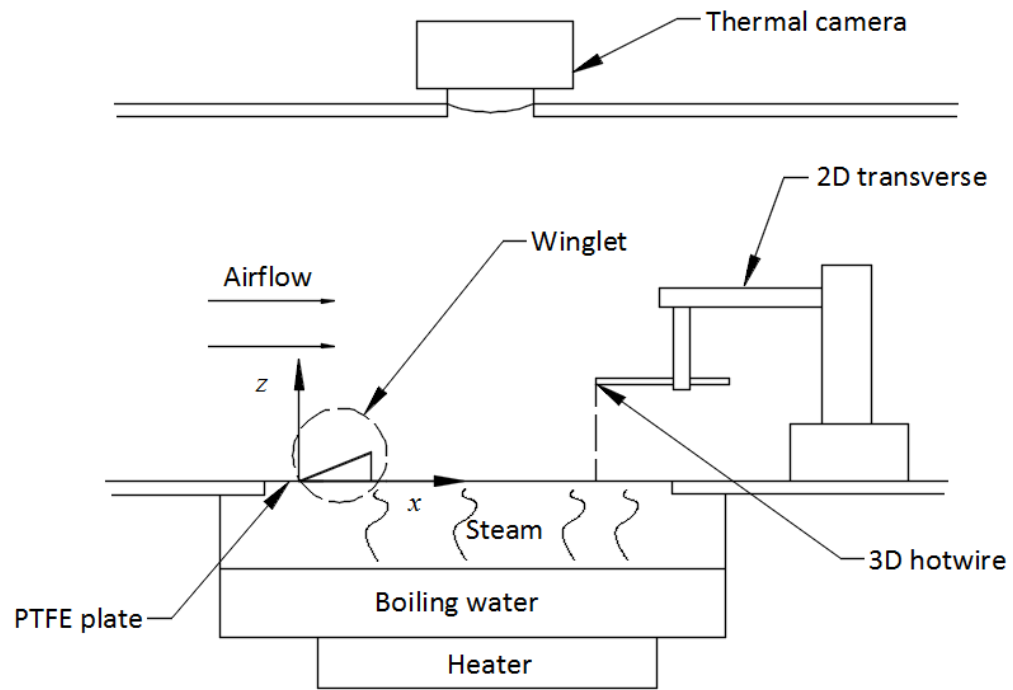 Thermal camera
2D transverse
Winglet
Airflow
z
x
Steam
3D hotwire
Boiling water
PTFE plate
Heater